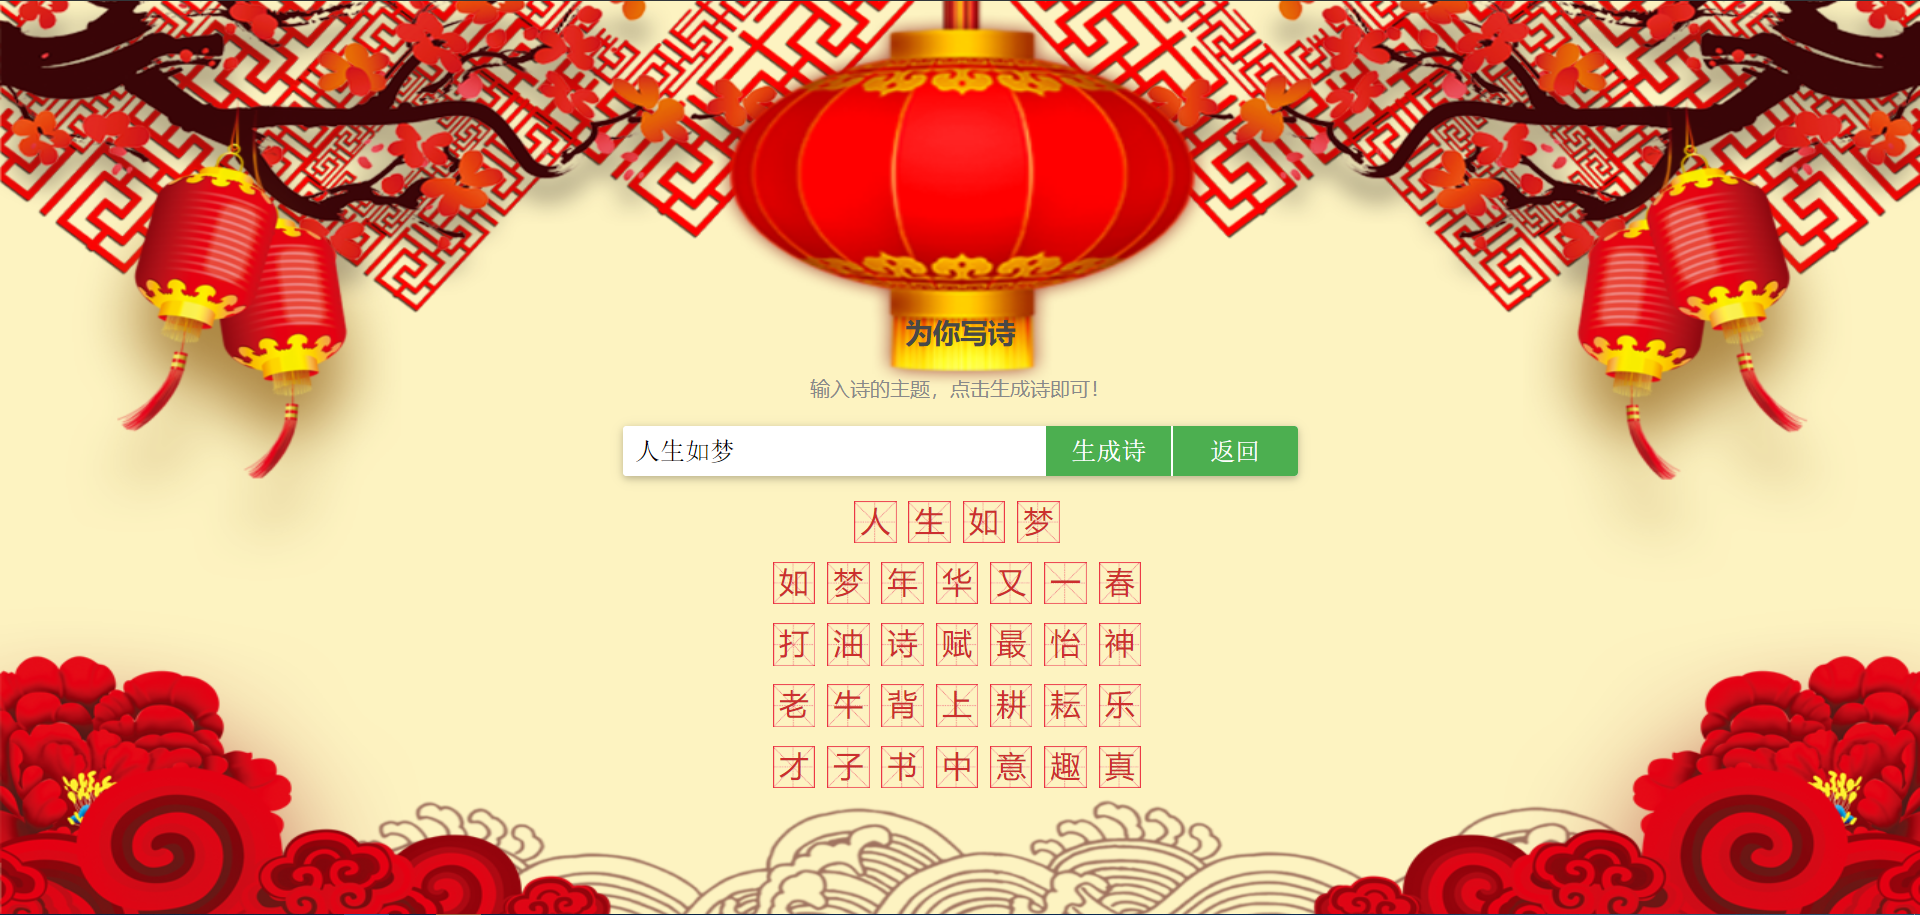 为你写诗
输入诗的主题，点击生成诗即可！
人生如梦 生成诗 返回
人生如梦
如梦年华又一春
打油诗赋最怡神
老牛背上耕耘乐
才子书中意趣真